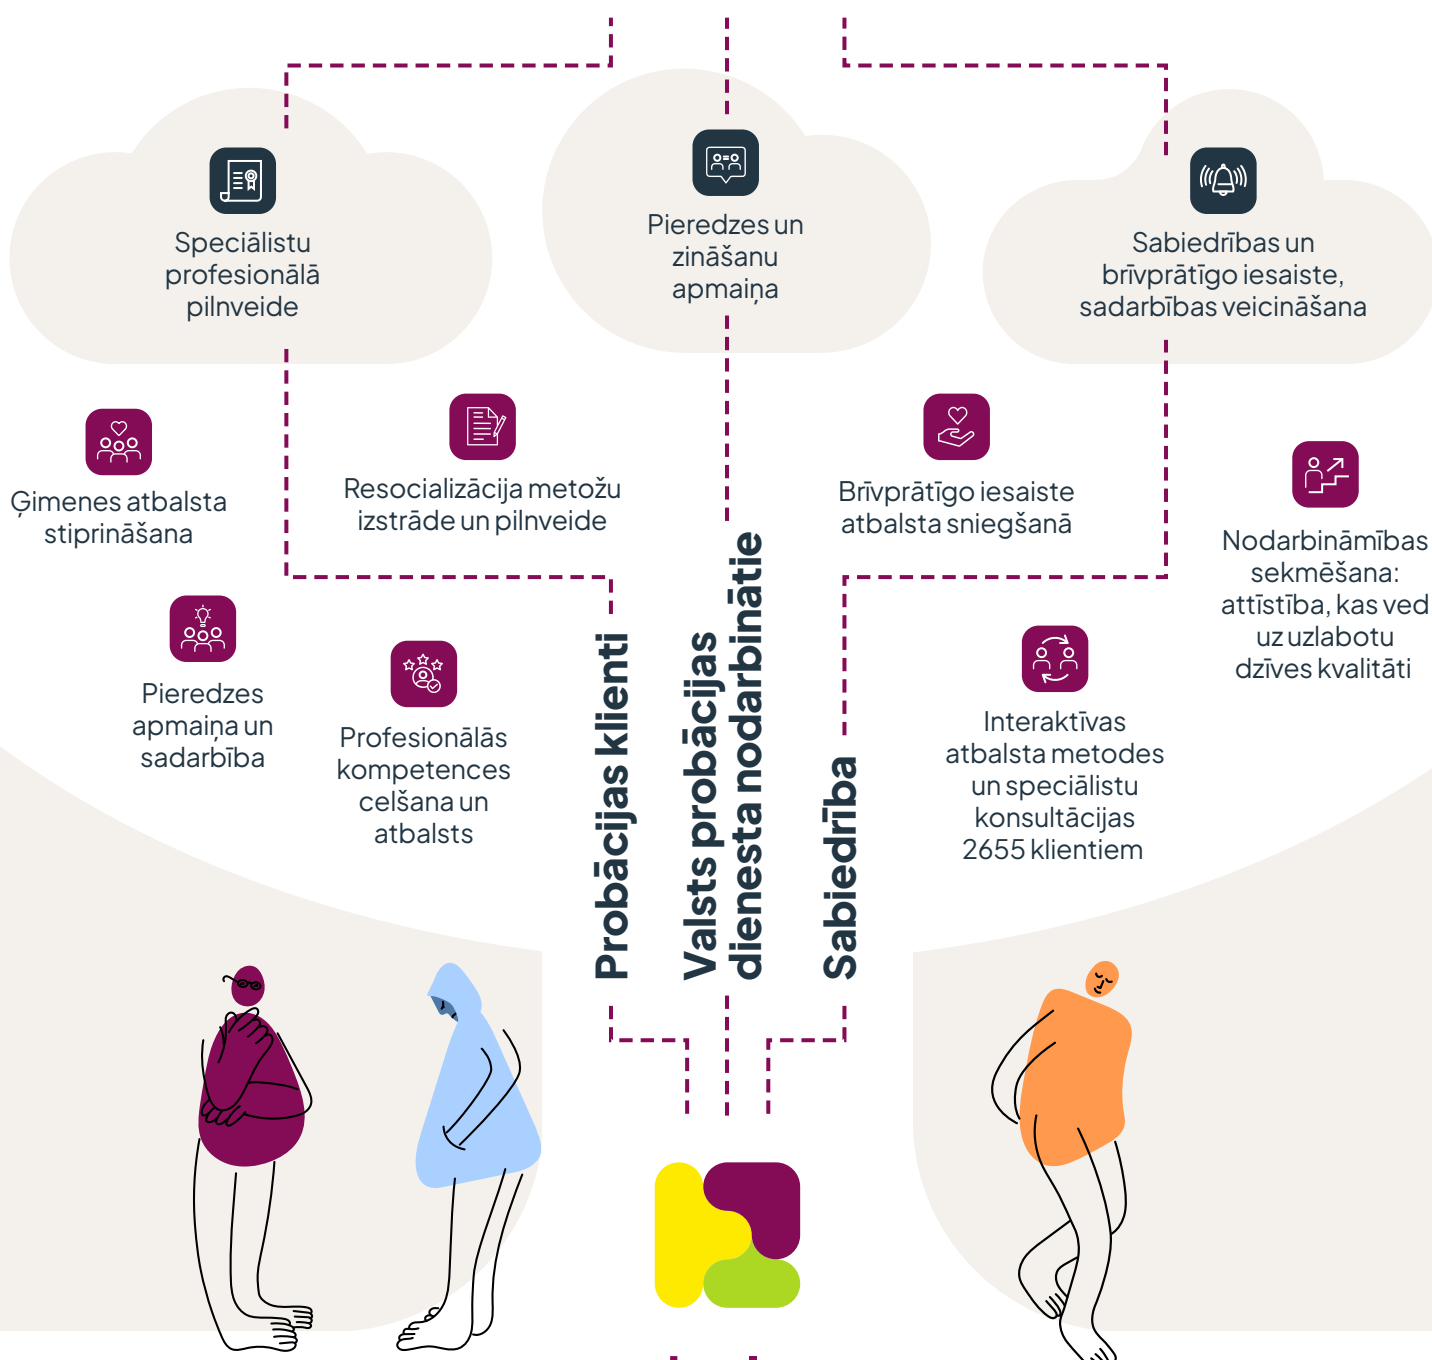 Speciālistu
profesionālā
pilnveide
Pieredzes un
zināšanu
apmaiņa
Sabiedrības un
brīvprātīgo iesaiste,
sadarbības veicināšana
Ģimenes atbalsta
stiprināšana
Resocializācija metožu
izstrāde un pilnveide
Brīvprātīgo iesaiste
atbalsta sniegšanā
Nodarbināmības
sekmēšana:
attīstība, kas ved
uz uzlabotu
dzīves kvalitāti
Pieredzes
apmaiņa un
sadarbība
Profesionālās
kompetences
celšana un
atbalsts
Interaktīvas
atbalsta metodes
un speciālistu
konsultācijas
2655 klientiem
Probācijas klienti
Valsts probācijas
dienesta nodarbinātie
Sabiedrība